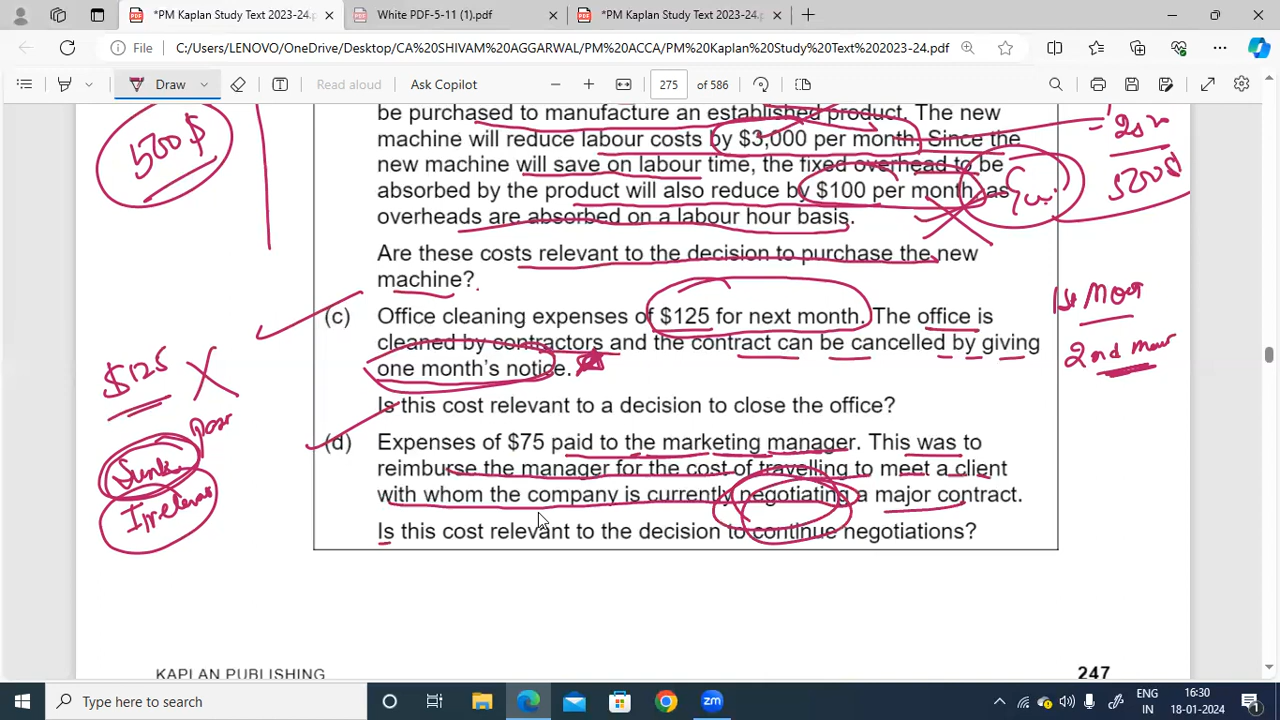 *PM Kaplan Study Text 2023-24.
White PDF-5-11 (1).pdf
*PM Kaplan Study Text 2023-24.
File C:/Users/LENOVO/OneDrive/Desktop/CA%20SHIVAM%20AGGARWAL/PM%20ACCA/PM%20Kaplan%20Study%20Text%202023-24.pdf
Draw Read aloud Ask Copilot 275 of 586
be purchased to manufacture an established product. The new
machine will reduce labour costs by $3,000 per month. Since the
new machine will save on labour time, the fixed overhead to be
absorbed by the product will also reduce by $100 per month, as
overheads are absorbed on a labour hour basis.
Are these costs relevant to the decision to purchase the new
machine?
(c) Office cleaning expenses of $125 for next month. The office is
cleaned by contractors and the contract can be cancelled by giving
one month's notice.
Is this cost relevant to a decision to close the office?
(d) Expenses of $75 paid to the marketing manager. This was to
reimburse the manager for the cost of travelling to meet a client
with whom the company is currently negotiating a major contract.
Is this cost relevant to the decision to continue negotiations?
500$
$125
Sunk
Irrelevant
1st
2nd
KAPLAN PUBLISHING 247
Type here to search
ENG
IN
16:30
18-01-2024